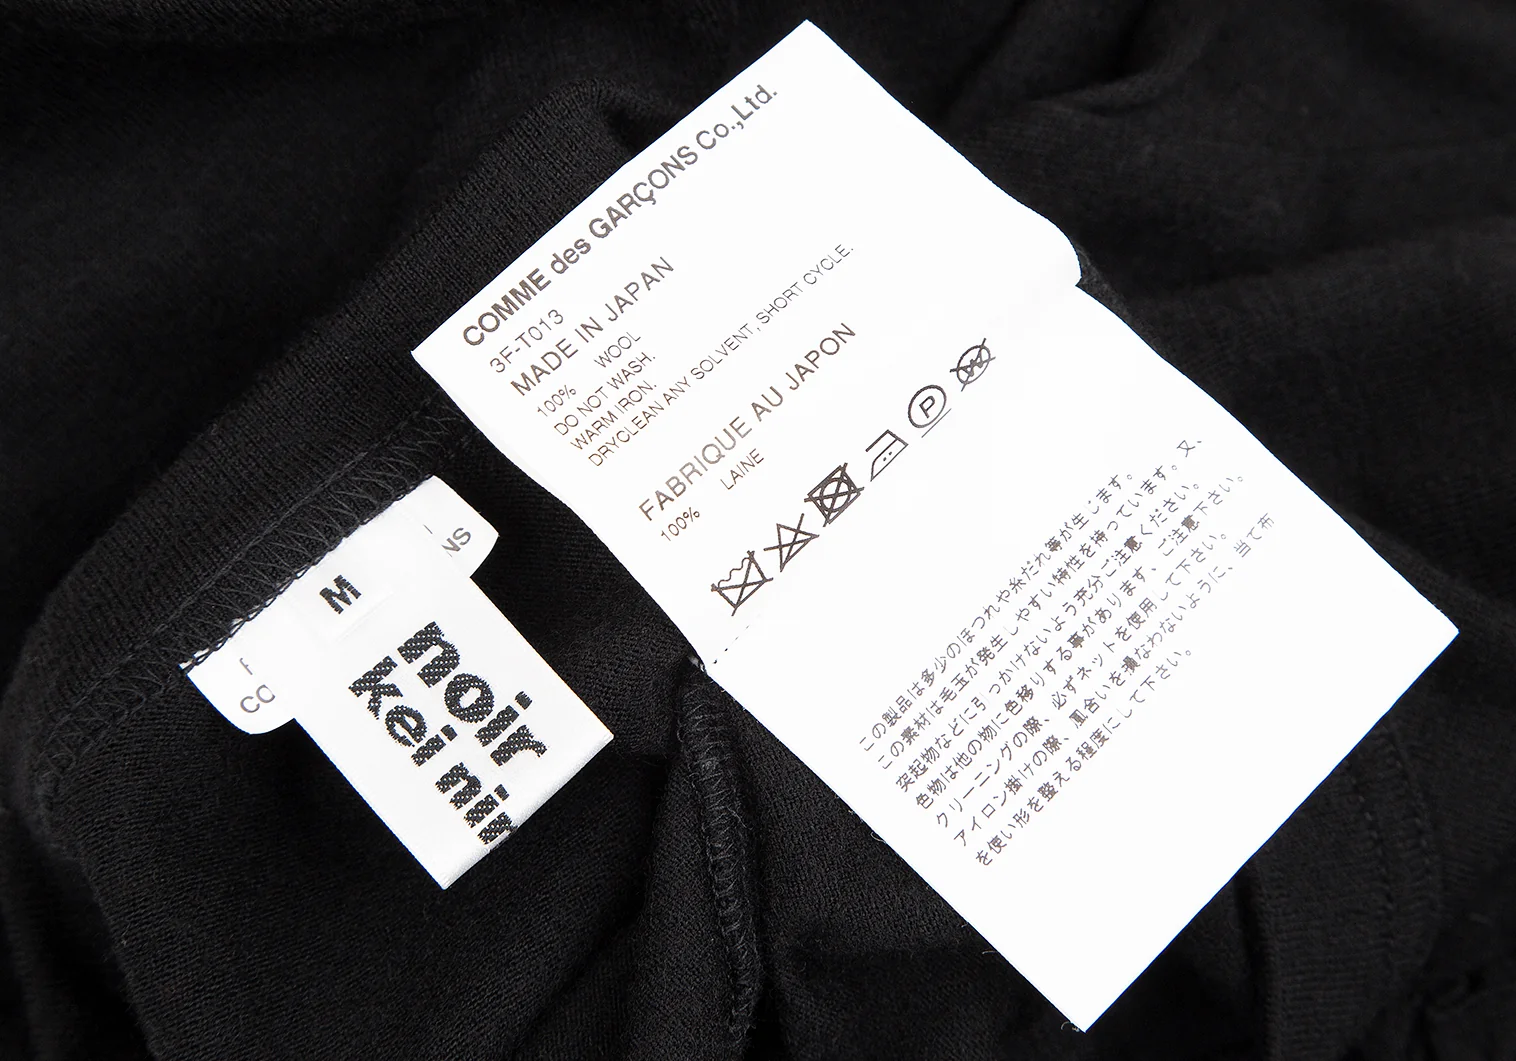 COMME des GARÇONS Co.,Ltd.
3F-T013
MADE IN JAPAN
100% WOOL
DO NOT WASH.
WARM IRON.
DRYCLEAN ANY SOLVENT, SHORT CYCLE.
FABRIQUE AU JAPON
100% LAINE
P
W
この製品は多少のほつれや糸だれ等が生じます。
この素材は毛玉が発生しやすい特性を持っています。又、
突起物などに引っかけないよう充分ご注意ください。
色物は他の物に色移りする事があります、ご注意下さい。
クリーニングの際、必ずネットを使用して下さい。
アイロン掛けの際、風合いを損なわないように、当て布
を使い形を整える程度にして下さい。
M
noir
kei nin
NS
CO